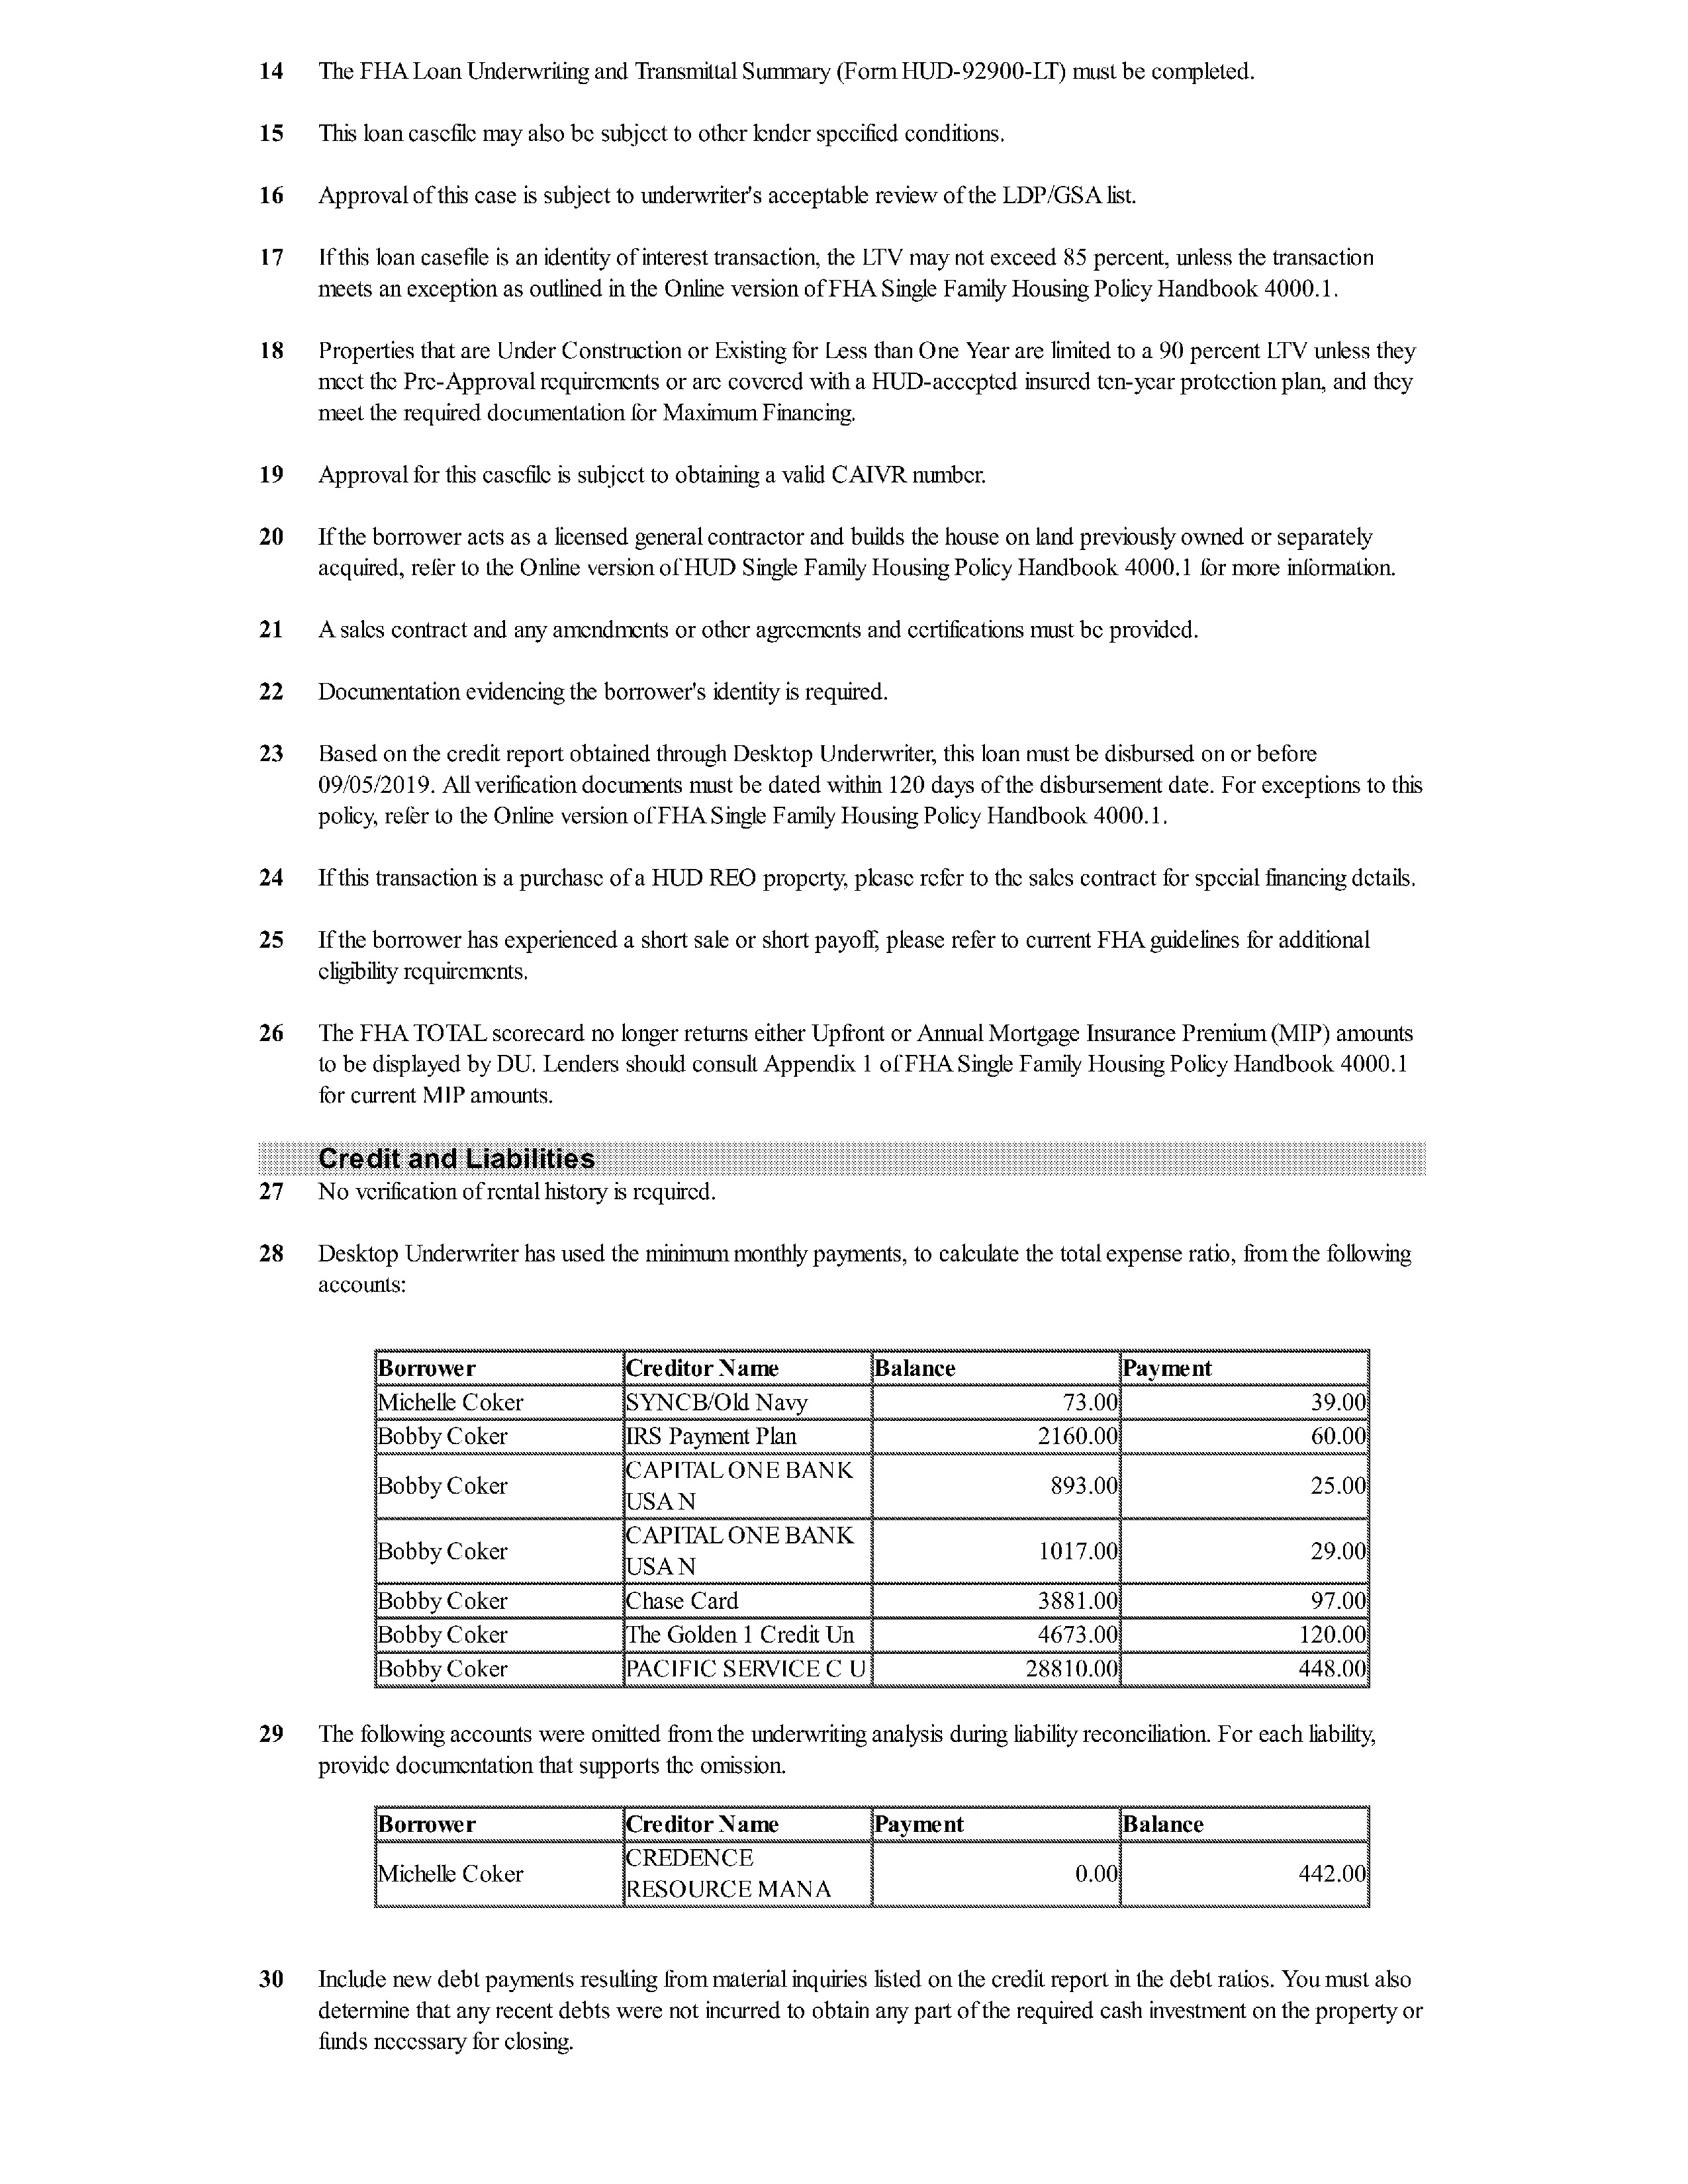 14 The FHA Loan Underwriting and Transmittal Summary (Form HUD-92900-LT) must be completed.
15 This loan casefile may also be subject to other lender specified conditions.
16 Approval of this case is subject to underwriter's acceptable review of the LDP/GSA list.
17 If this loan casefile is an identity of interest transaction, the LTV may not exceed 85 percent, unless the transaction
meets an exception as outlined in the Online version of FHA Single Family Housing Policy Handbook 4000.1.
18 Properties that are Under Construction or Existing for Less than One Year are limited to a 90 percent LTV unless they
meet the Pre-Approval requirements or are covered with a HUD-accepted insured ten-year protection plan, and they
meet the required documentation for Maximum Financing.
19 Approval for this casefile is subject to obtaining a valid CAIVR number.
20 If the borrower acts as a licensed general contractor and builds the house on land previously owned or separately
acquired, refer to the Online version of HUD Single Family Housing Policy Handbook 4000.1 for more information.
21 A sales contract and any amendments or other agreements and certifications must be provided.
22 Documentation evidencing the borrower's identity is required.
23 Based on the credit report obtained through Desktop Underwriter, this loan must be disbursed on or before
09/05/2019. All verification documents must be dated within 120 days of the disbursement date. For exceptions to this
policy, refer to the Online version of FHA Single Family Housing Policy Handbook 4000.1.
24 If this transaction is a purchase of a HUD REO property, please refer to the sales contract for special financing details.
25 If the borrower has experienced a short sale or short payoff, please refer to current FHA guidelines for additional
eligibility requirements.
26 The FHA TOTAL scorecard no longer returns either Upfront or Annual Mortgage Insurance Premium (MIP) amounts
to be displayed by DU. Lenders should consult Appendix 1 of FHA Single Family Housing Policy Handbook 4000.1
for current MIP amounts.
Credit and Liabilities
27 No verification of rental history is required.
28 Desktop Underwriter has used the minimum monthly payments, to calculate the total expense ratio, from the following
accounts:
Borrower Creditor Name Balance Payment
Michelle Coker SYNCB/Old Navy 73.00 39.00
Bobby Coker IRS Payment Plan 2160.00 60.00
Bobby Coker CAPITAL ONE BANK
USA N 893.00 25.00
Bobby Coker CAPITAL ONE BANK
USA N 1017.00 29.00
Bobby Coker Chase Card 3881.00 97.00
Bobby Coker The Golden 1 Credit Un 4673.00 120.00
Bobby Coker PACIFIC SERVICE C U 28810.00 448.00
29 The following accounts were omitted from the underwriting analysis during liability reconciliation. For each liability,
provide documentation that supports the omission.
Borrower Creditor Name Payment Balance
Michelle Coker CREDENCE
RESOURCE MANA 0.00 442.00
30 Include new debt payments resulting from material inquiries listed on the credit report in the debt ratios. You must also
determine that any recent debts were not incurred to obtain any part of the required cash investment on the property or
funds necessary for closing.